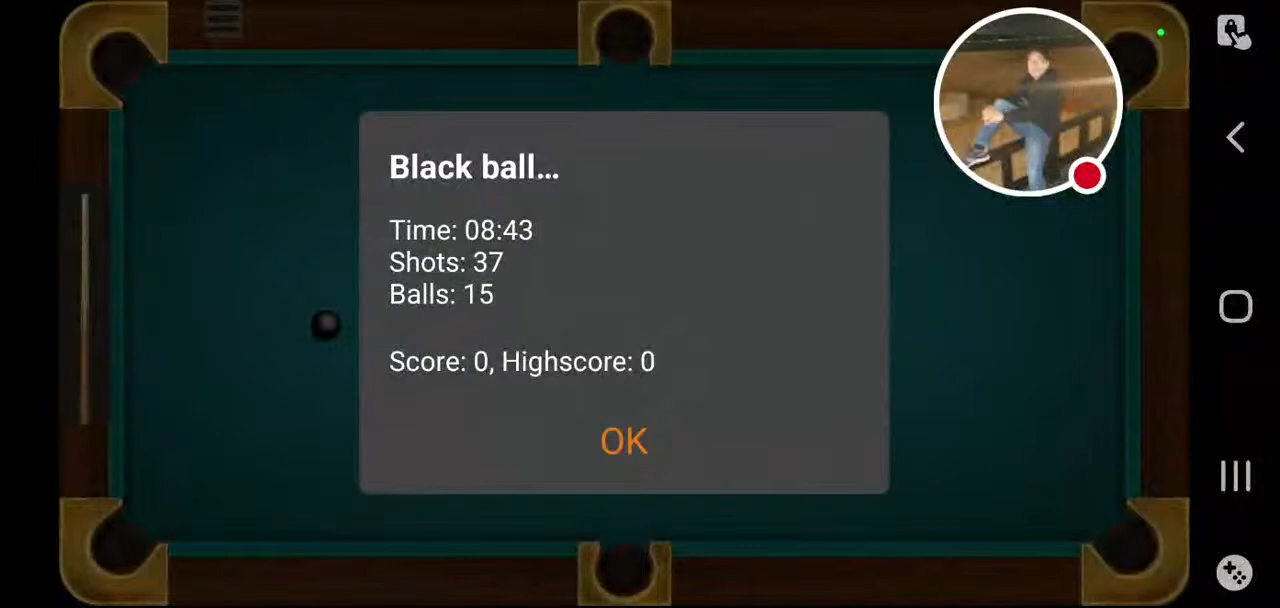 Black ball...
Time: 08:43
Shots: 37
Balls: 15
Score: 0, Highscore: 0
OK